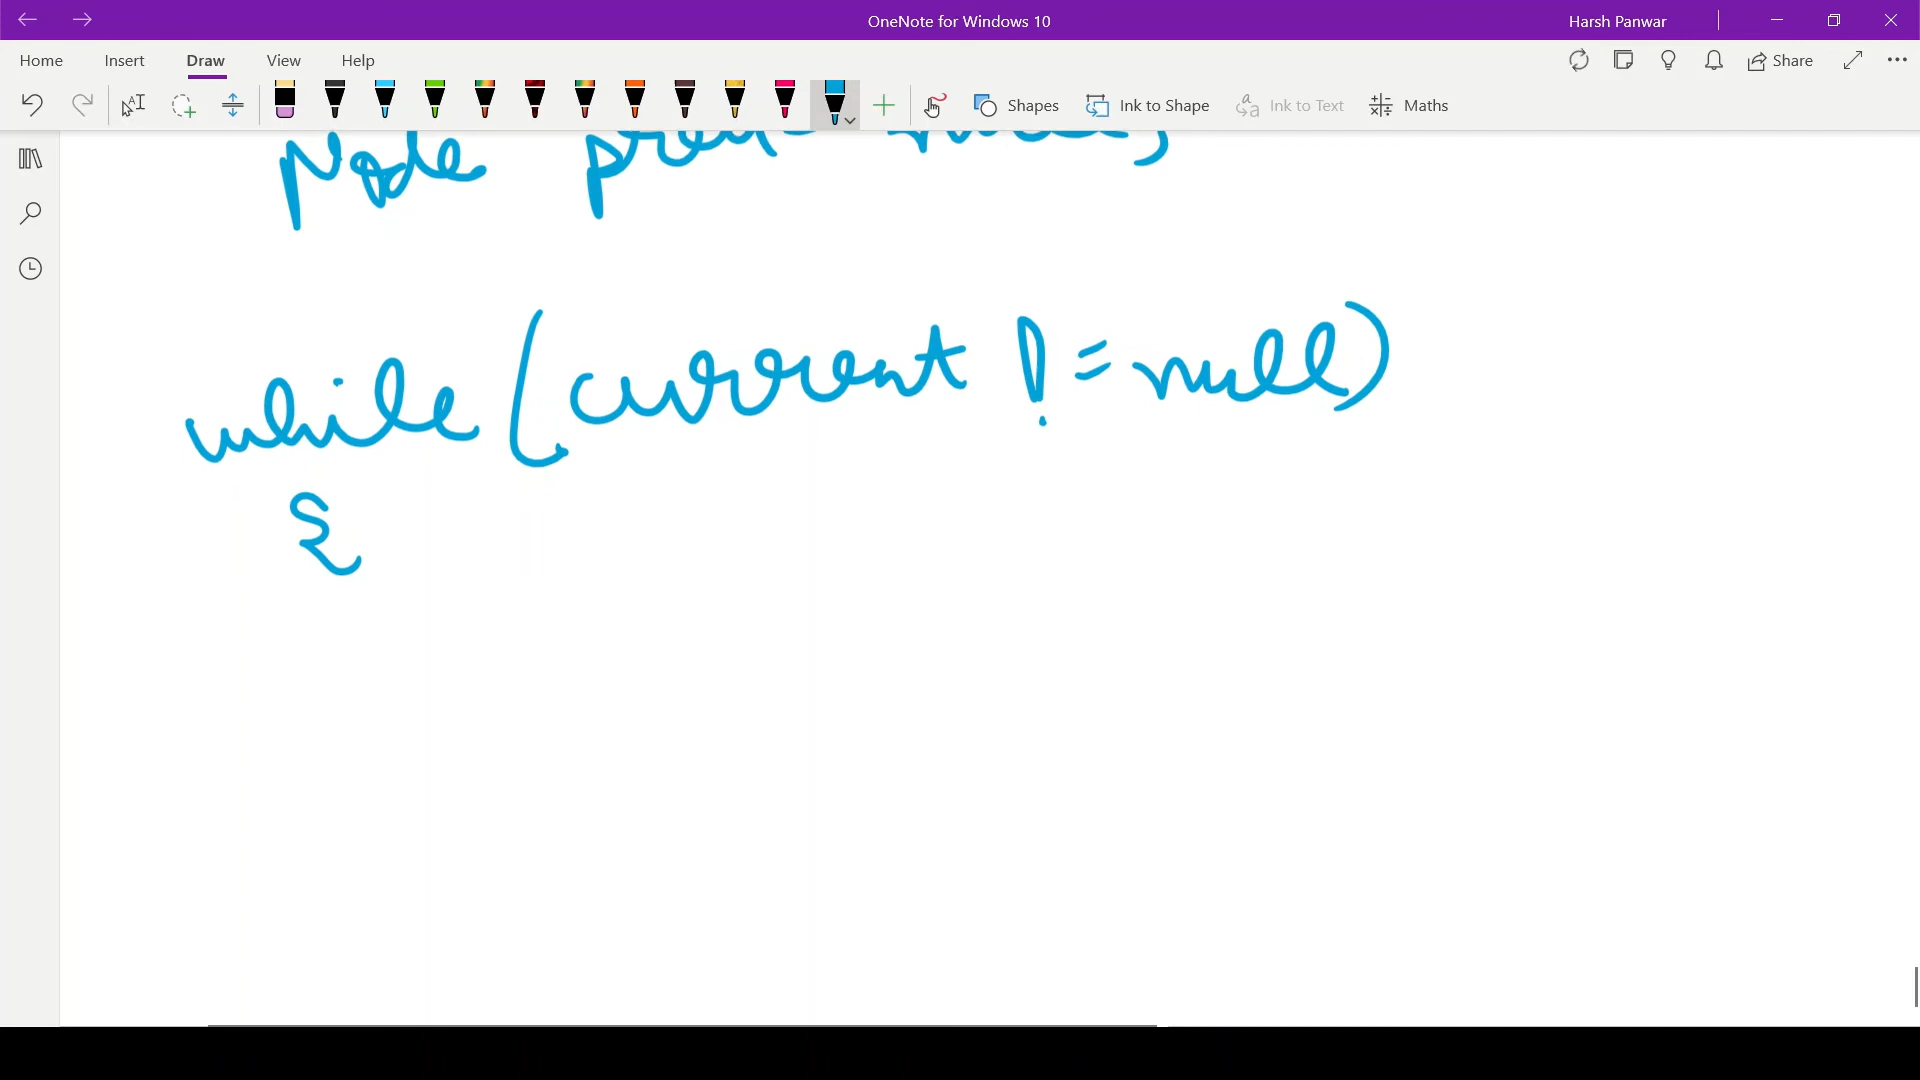 OneNote for Windows 10
Harsh Panwar
Home Insert Draw View Help
Share
Shapes Ink to Shape Ink to Text Maths
Node
while (current != null)
{